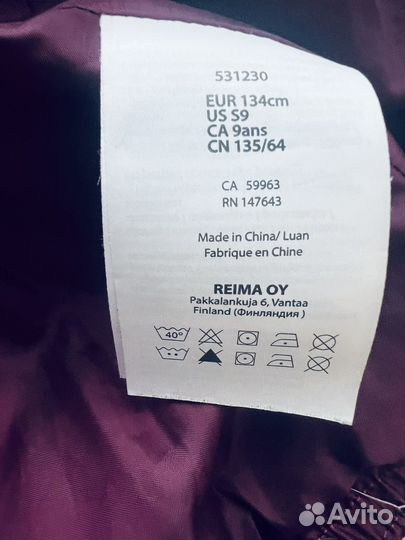 531230
EUR 134cm
US S9
CA 9ans
CN 135/64
CA 59963
RN 147643
Made in China/ Luan
Fabrique en Chine
REIMA OY
Pakkalankuja 6, Vantaa
Finland (Финляндия)
40°
Avito